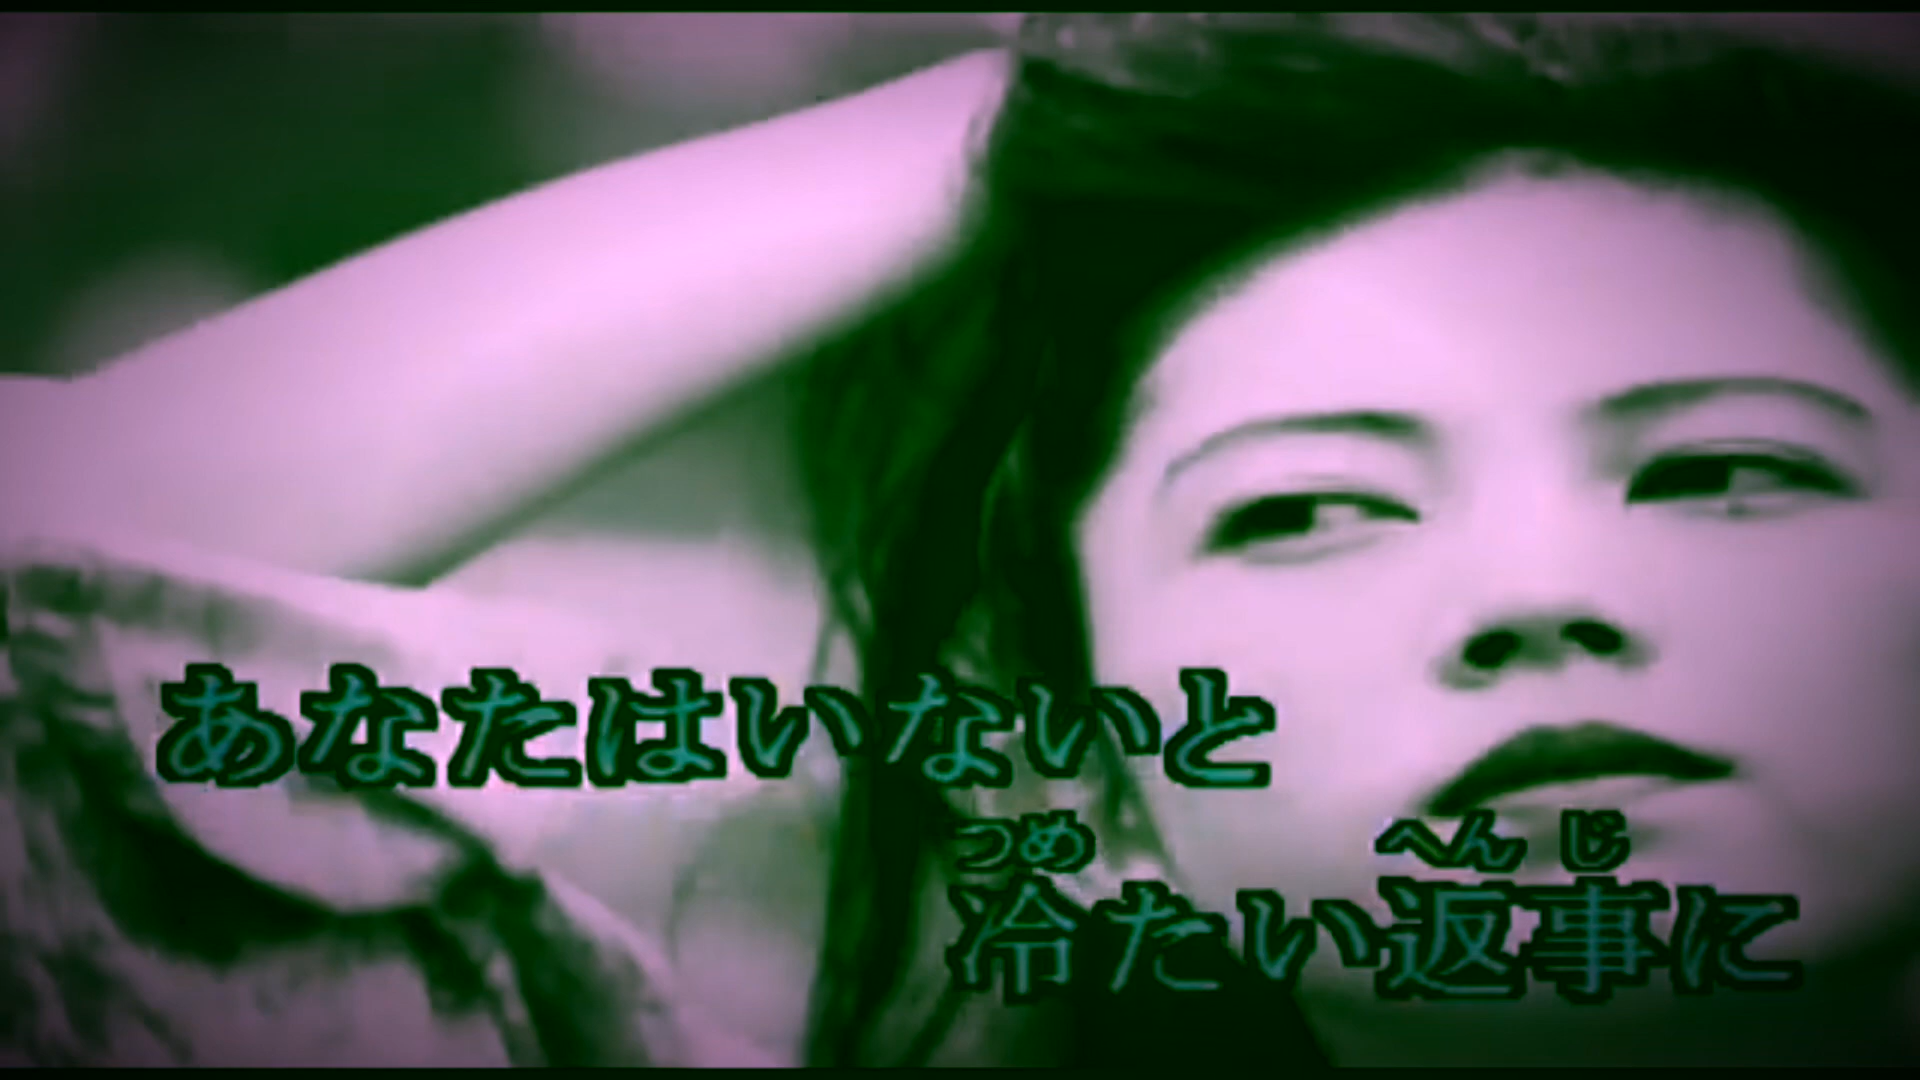 あなたはいないと
つめ へんじ
冷たい返事に